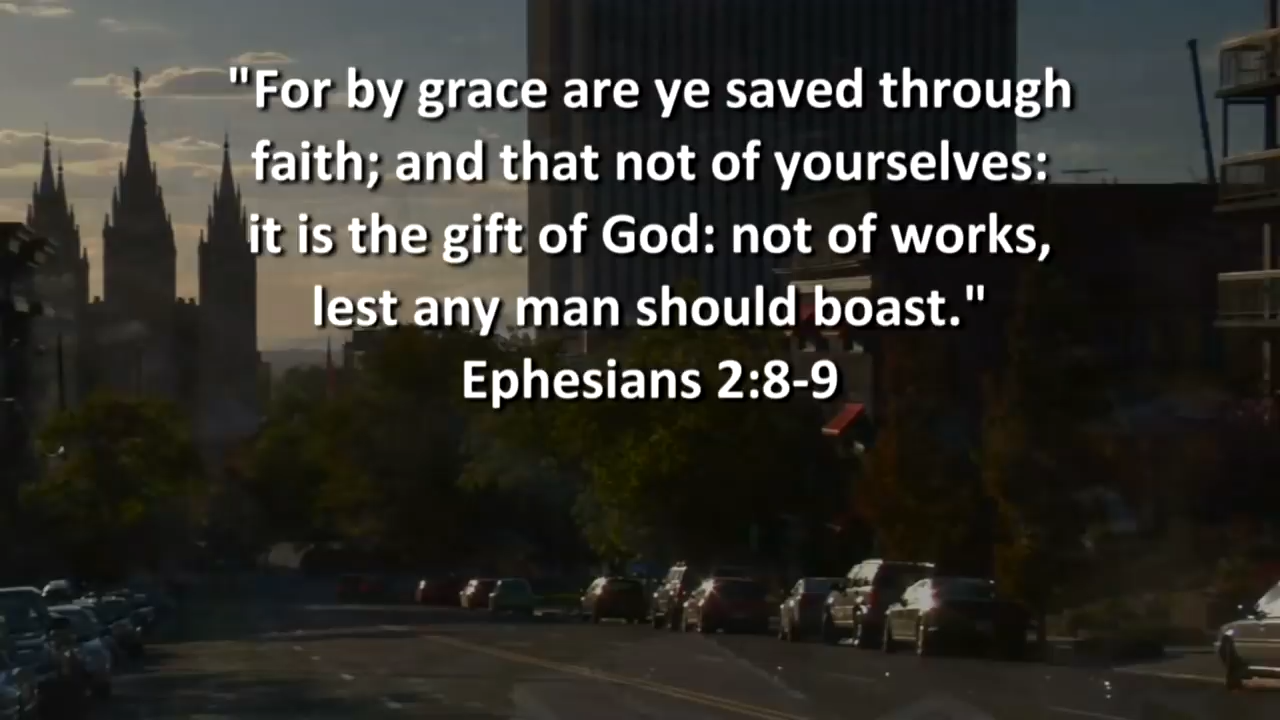 "For by grace are ye saved through
faith; and that not of yourselves:
it is the gift of God: not of works,
lest any man should boast."
Ephesians 2:8-9